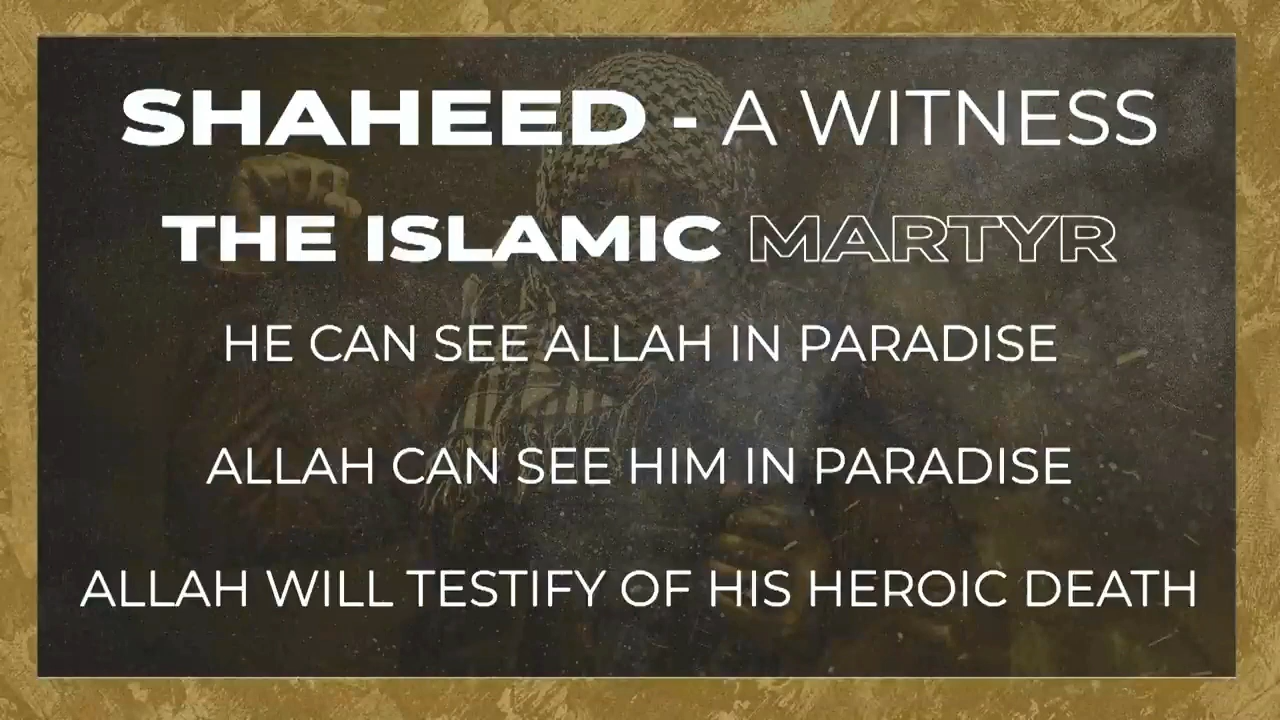 SHAHEED - A WITNESS
THE ISLAMIC MARTYR
HE CAN SEE ALLAH IN PARADISE
ALLAH CAN SEE HIM IN PARADISE
ALLAH WILL TESTIFY OF HIS HEROIC DEATH